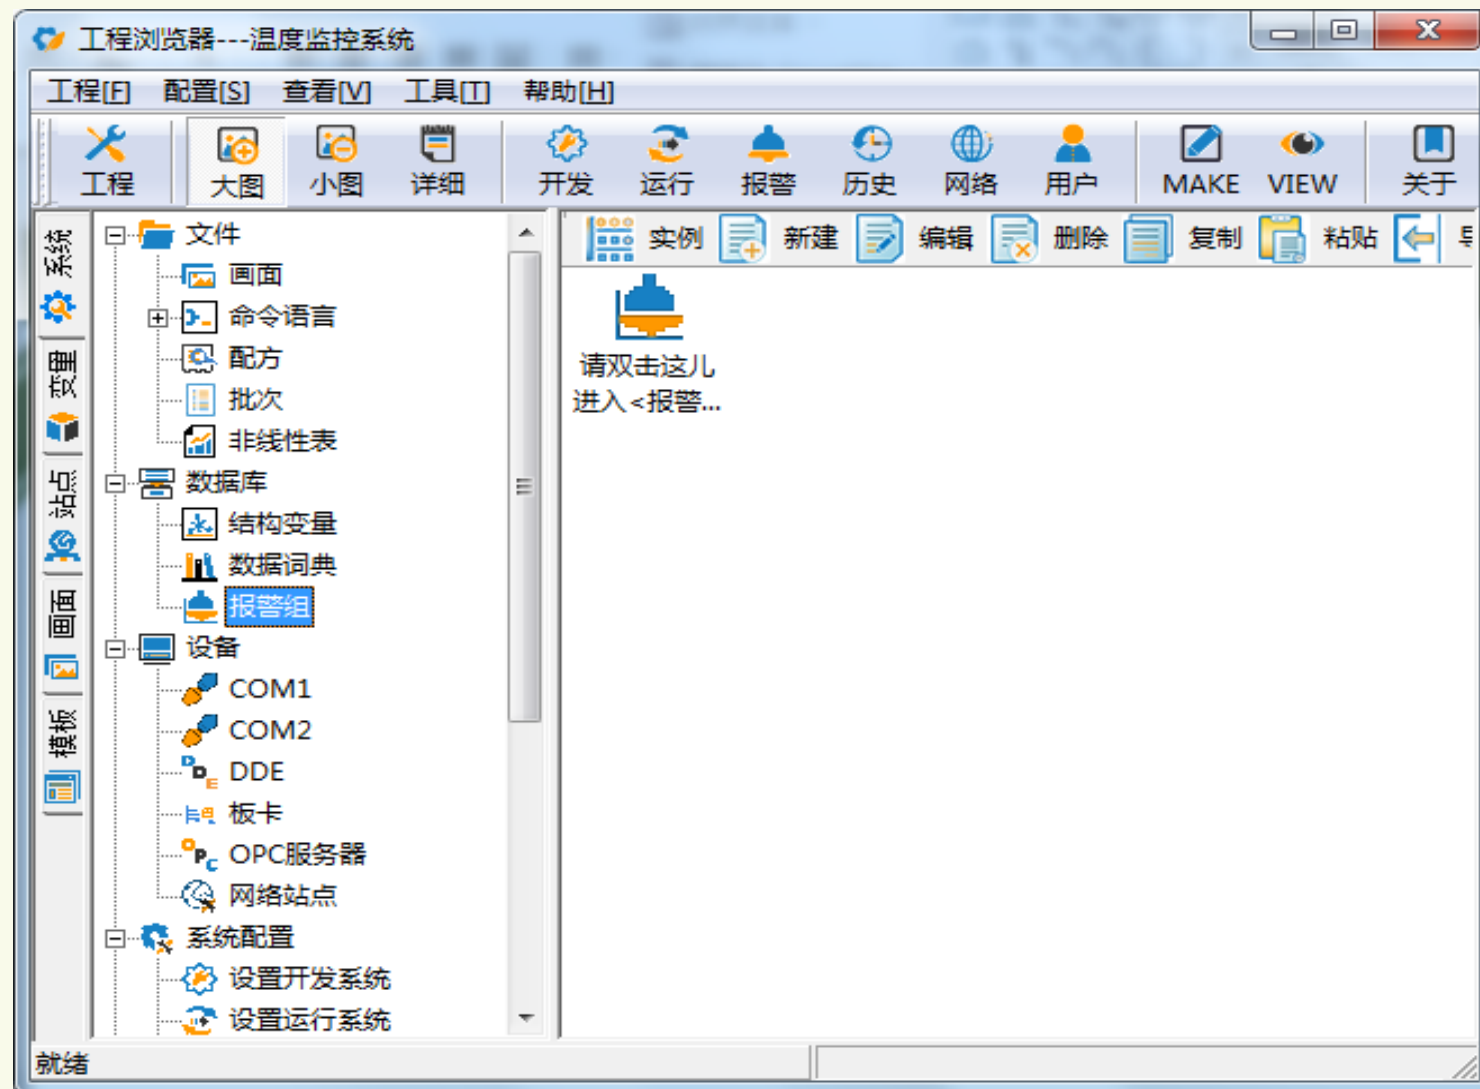 工程浏览器---温度监控系统
工程[F] 配置[S] 查看[V] 工具[T] 帮助[H]
工程 大图 小图 详细 开发 运行 报警 历史 网络 用户 MAKE VIEW 关于
实例 新建 编辑 删除 复制 粘贴
系统
变量
站点
画面
模板
文件
画面
命令语言
配方
批次
非线性表
数据库
结构变量
数据词典
报警组
设备
COM1
COM2
DDE
板卡
OPC服务器
网络站点
系统配置
设置开发系统
设置运行系统
请双击这儿
进入<报警...
就绪